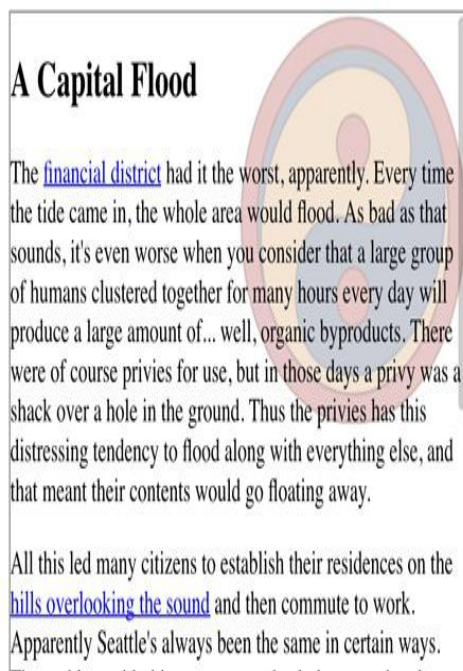 A Capital Flood
The financial district had it the worst, apparently. Every time
the tide came in, the whole area would flood. As bad as that
sounds, it's even worse when you consider that a large group
of humans clustered together for many hours every day will
produce a large amount of... well, organic byproducts. There
were of course privies for use, but in those days a privy was a
shack over a hole in the ground. Thus the privies has this
distressing tendency to flood along with everything else, and
that meant their contents would go floating away.
All this led many citizens to establish their residences on the
hills overlooking the sound and then commute to work.
Apparently Seattle's always been the same in certain ways.